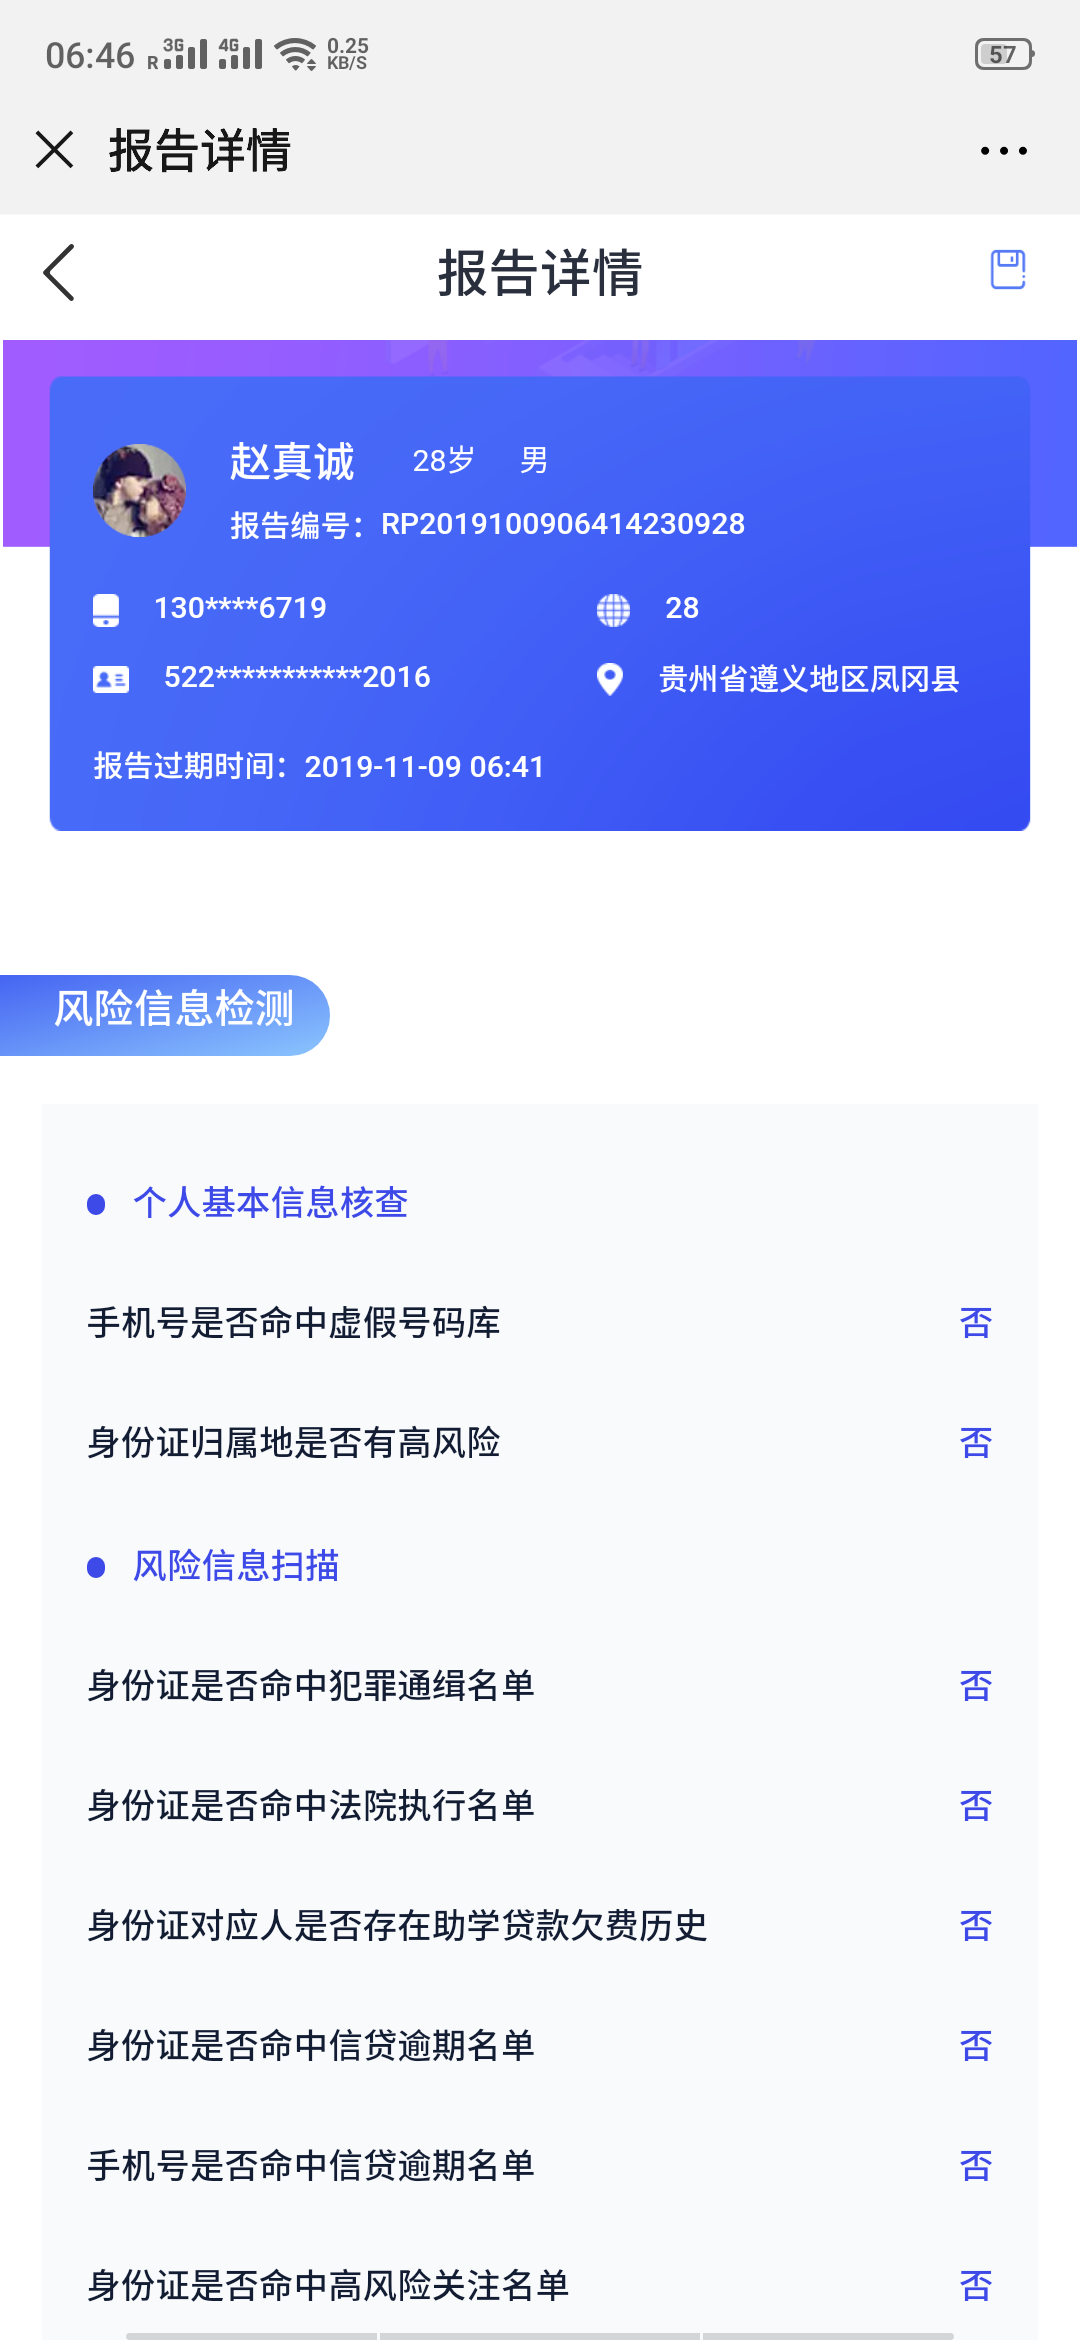 06:46 R 3G 4G 0.25 KB/S 57
报告详情
报告详情
赵真诚 28岁 男
报告编号：RP2019100906414230928
130****6719 28
522***********2016 贵州省遵义地区凤冈县
报告过期时间：2019-11-09 06:41
风险信息检测
个人基本信息核查
手机号是否命中虚假号码库 否
身份证归属地是否有高风险 否
风险信息扫描
身份证是否命中犯罪通缉名单 否
身份证是否命中法院执行名单 否
身份证对应人是否存在助学贷款欠费历史 否
身份证是否命中信贷逾期名单 否
手机号是否命中信贷逾期名单 否
身份证是否命中高风险关注名单 否